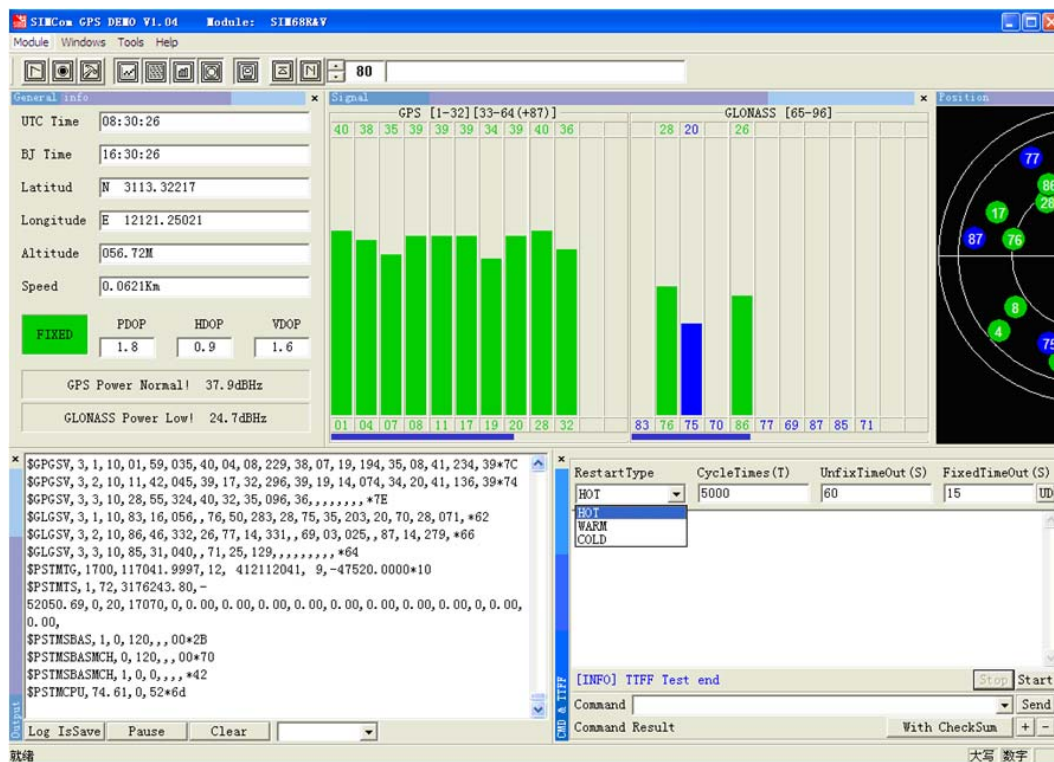 SIMCom GPS DEMO V1.04 Module: SIM68R&V
Module Windows Tools Help
80
General info
UTC Time 08:30:26
BJ Time 16:30:26
Latitud N 3113.32217
Longitude E 12121.25021
Altitude 056.72M
Speed 0.0621Km
FIXED
PDOP HDOP VDOP
1.8 0.9 1.6
GPS Power Normal! 37.9dBHz
GLONASS Power Low! 24.7dBHz
Signal
GPS [1-32][33-64(+87)] GLONASS [65-96]
40 38 35 39 39 39 34 39 40 36 28 20 26
01 04 07 08 11 17 19 20 28 32 83 76 75 70 86 77 69 87 85 71
Position
77
86
28
17
87
76
8
4
75
$GPGSV,3,1,10,01,59,035,40,04,08,229,38,07,19,194,35,08,41,234,39*7C
$GPGSV,3,2,10,11,42,045,39,17,32,296,39,19,14,074,34,20,41,136,39*74
$GPGSV,3,3,10,28,55,324,40,32,35,096,36,,,,,,,,*7E
$GLGSV,3,1,10,83,16,056,,76,50,283,28,75,35,203,20,70,28,071,*62
$GLGSV,3,2,10,86,46,332,26,77,14,331,,69,03,025,,87,14,279,*66
$GLGSV,3,3,10,85,31,040,,71,25,129,,,,,,,,,*64
$PSTMTG,1700,117041.9997,12, 412112041, 9,-47520.0000*10
$PSTMTS,1,72,3176243.80,-
52050.69,0,20,17070,0,0.00,0.00,0.00,0.00,0.00,0.00,0.00,0.00,0,0.00,
0.00,
$PSTMSBAS,1,0,120,,,00*2B
$PSTMSBASMCH,0,120,,,00*70
$PSTMSBASMCH,1,0,0,,,,*42
$PSTMCPU,74.61,0,52*6d
Output
Log IsSave Pause Clear
RestartType CycleTimes(T) UnfixTimeOut(S) FixedTimeOut(S)
HOT 5000 60 15 UD
HOT
WARM
COLD
CMD & TTFF
[INFO] TTFF Test end Stop Start
Command Send
Command Result With CheckSum + -
就绪 大写 数字